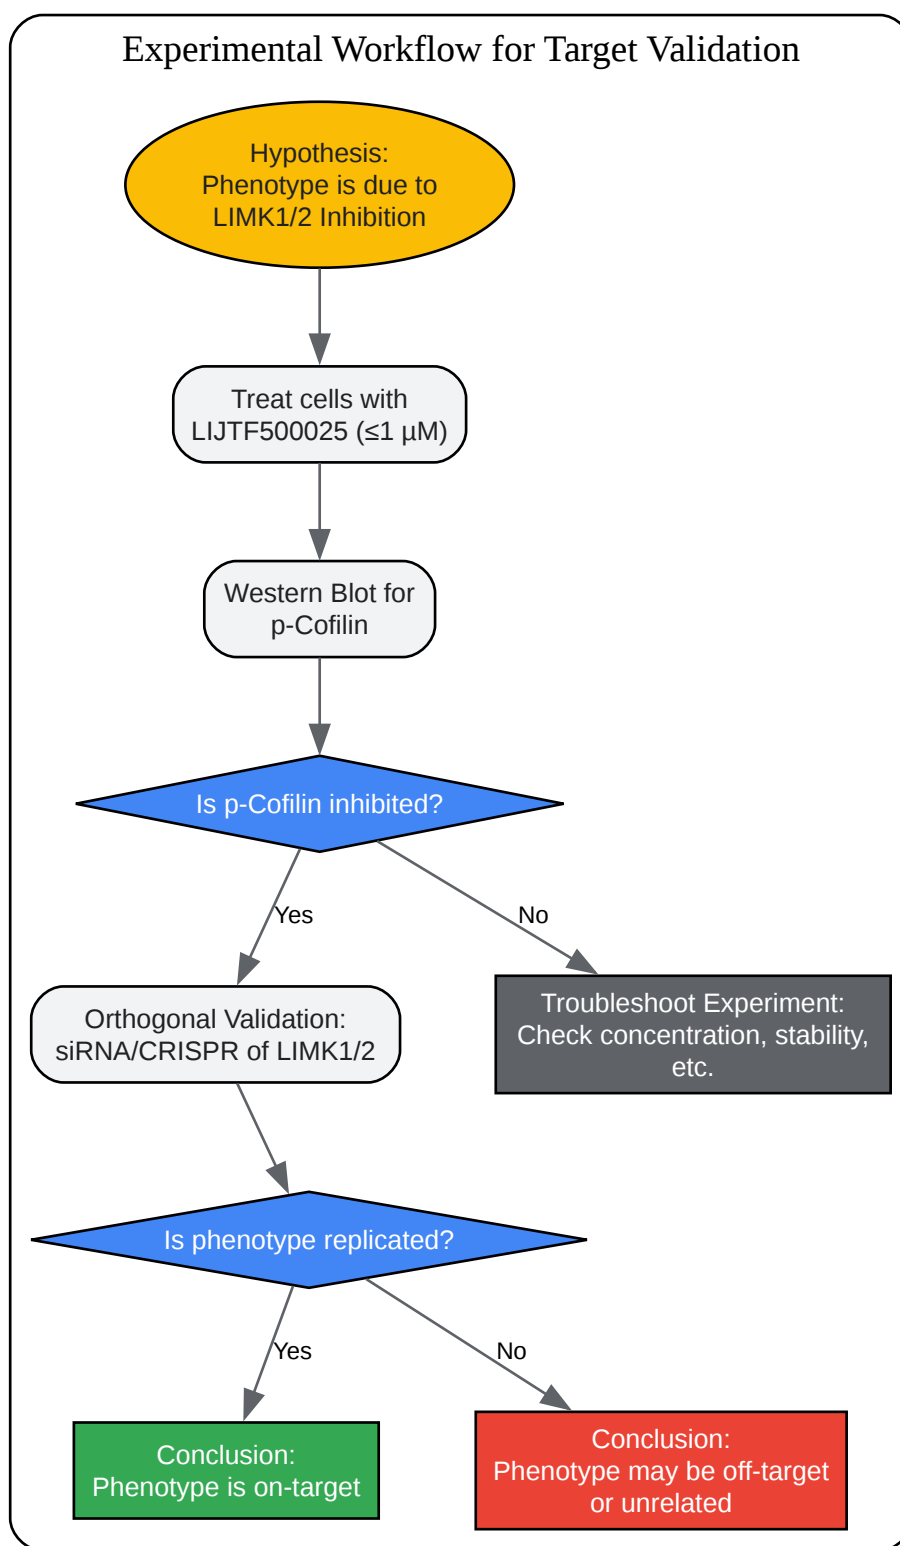 Experimental Workflow for Target Validation
Hypothesis:
Phenotype is due to
LIMK1/2 Inhibition
Treat cells with
LIJTF500025 (≤1 µM)
Western Blot for
p-Cofilin
Is p-Cofilin inhibited?
Yes
No
Orthogonal Validation:
siRNA/CRISPR of LIMK1/2
Troubleshoot Experiment:
Check concentration, stability,
etc.
Is phenotype replicated?
Yes
No
Conclusion:
Phenotype is on-target
Conclusion:
Phenotype may be off-target
or unrelated